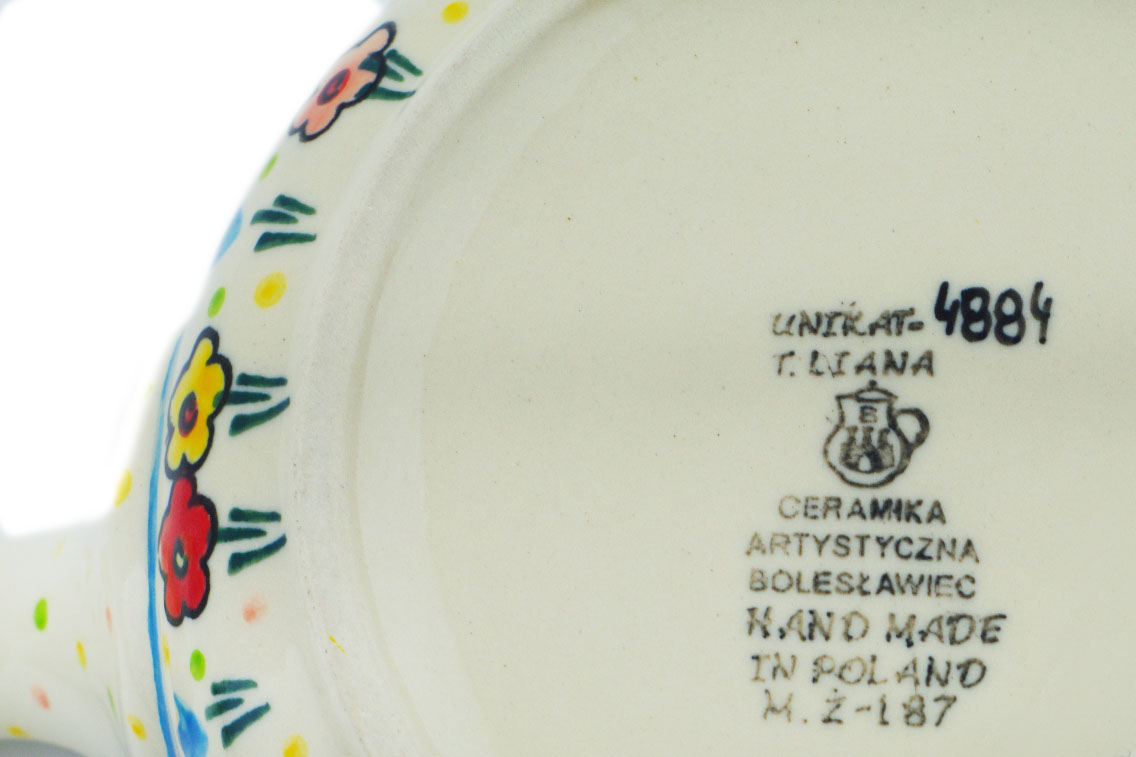 UNIKAT-4884
T. LIANA
B
CERAMIKA
ARTYSTYCZNA
BOLESŁAWIEC
HAND MADE
IN POLAND
M. Ż-187